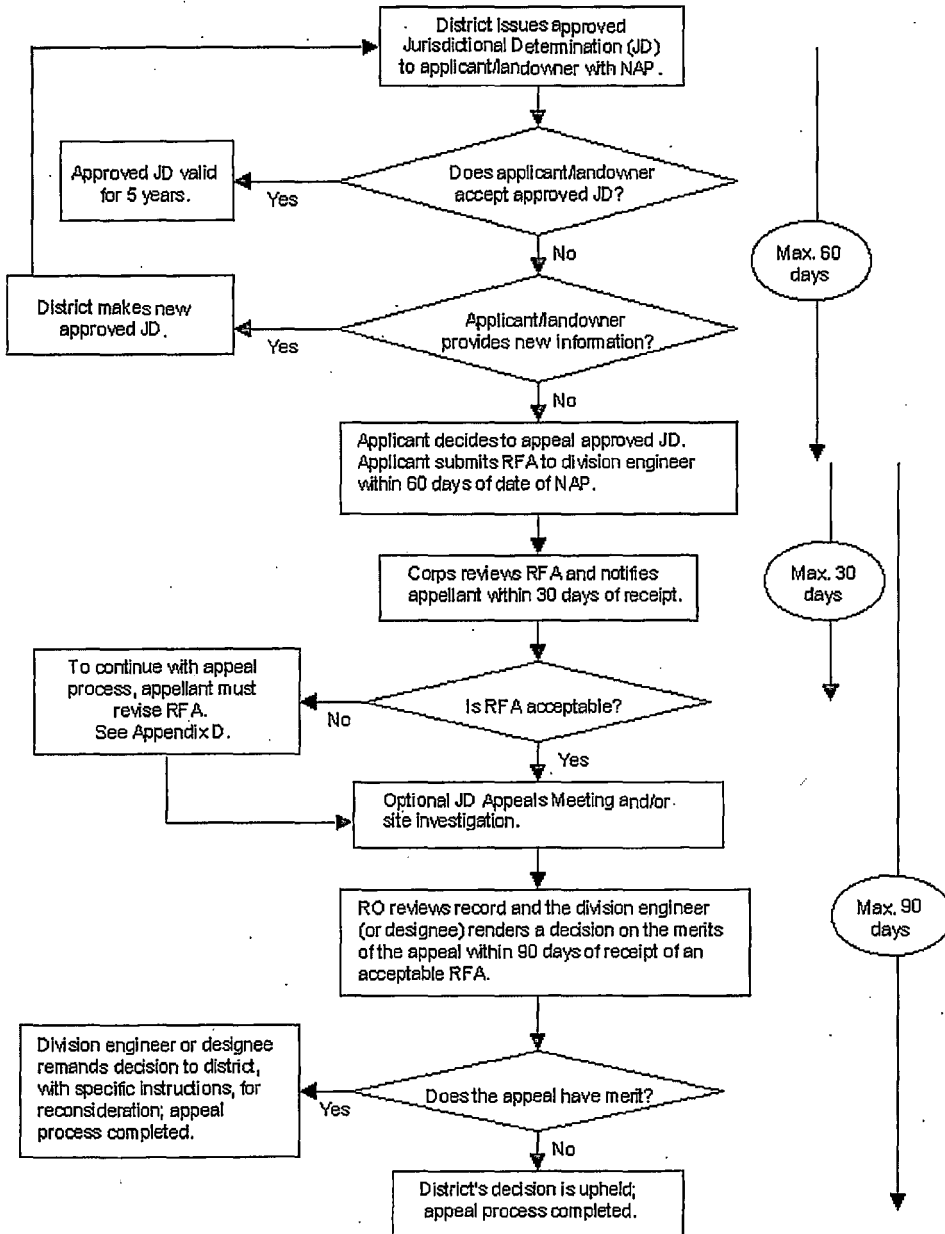 District issues approved
Jurisdictional Determination (JD)
to applicant/landowner with NAP.
Does applicant/landowner
accept approved JD?
Yes
Approved JD valid
for 5 years.
No
Max. 60
days
Applicant/landowner
provides new information?
Yes
District makes new
approved JD.
No
Applicant decides to appeal approved JD.
Applicant submits RFA to division engineer
within 60 days of date of NAP.
Corps reviews RFA and notifies
appellant within 30 days of receipt.
Max. 30
days
Is RFA acceptable?
No
To continue with appeal
process, appellant must
revise RFA.
See Appendix D.
Yes
Optional JD Appeals Meeting and/or
site investigation.
RO reviews record and the division engineer
(or designee) renders a decision on the merits
of the appeal within 90 days of receipt of an
acceptable RFA.
Max. 90
days
Does the appeal have merit?
Yes
Division engineer or designee
remands decision to district,
with specific instructions, for
reconsideration; appeal
process completed.
No
District's decision is upheld;
appeal process completed.